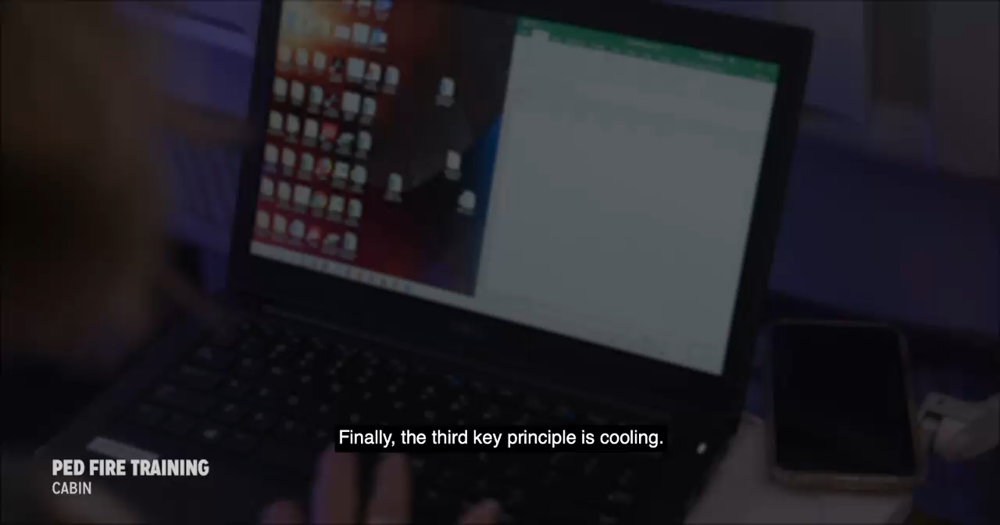 Finally, the third key principle is cooling.
PED FIRE TRAINING
CABIN